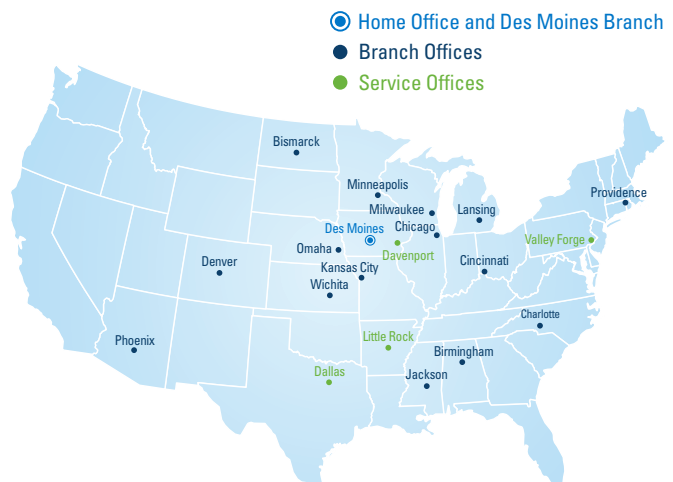 Home Office and Des Moines Branch
Branch Offices
Service Offices
Bismarck
Minneapolis
Providence
Milwaukee
Lansing
Des Moines
Chicago
Valley Forge
Omaha
Davenport
Denver
Kansas City
Cincinnati
Wichita
Charlotte
Phoenix
Little Rock
Birmingham
Dallas
Jackson